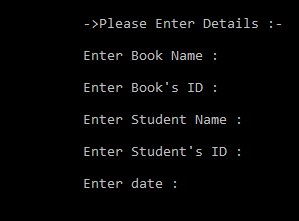 ->Please Enter Details :-
Enter Book Name :
Enter Book's ID :
Enter Student Name :
Enter Student's ID :
Enter date :